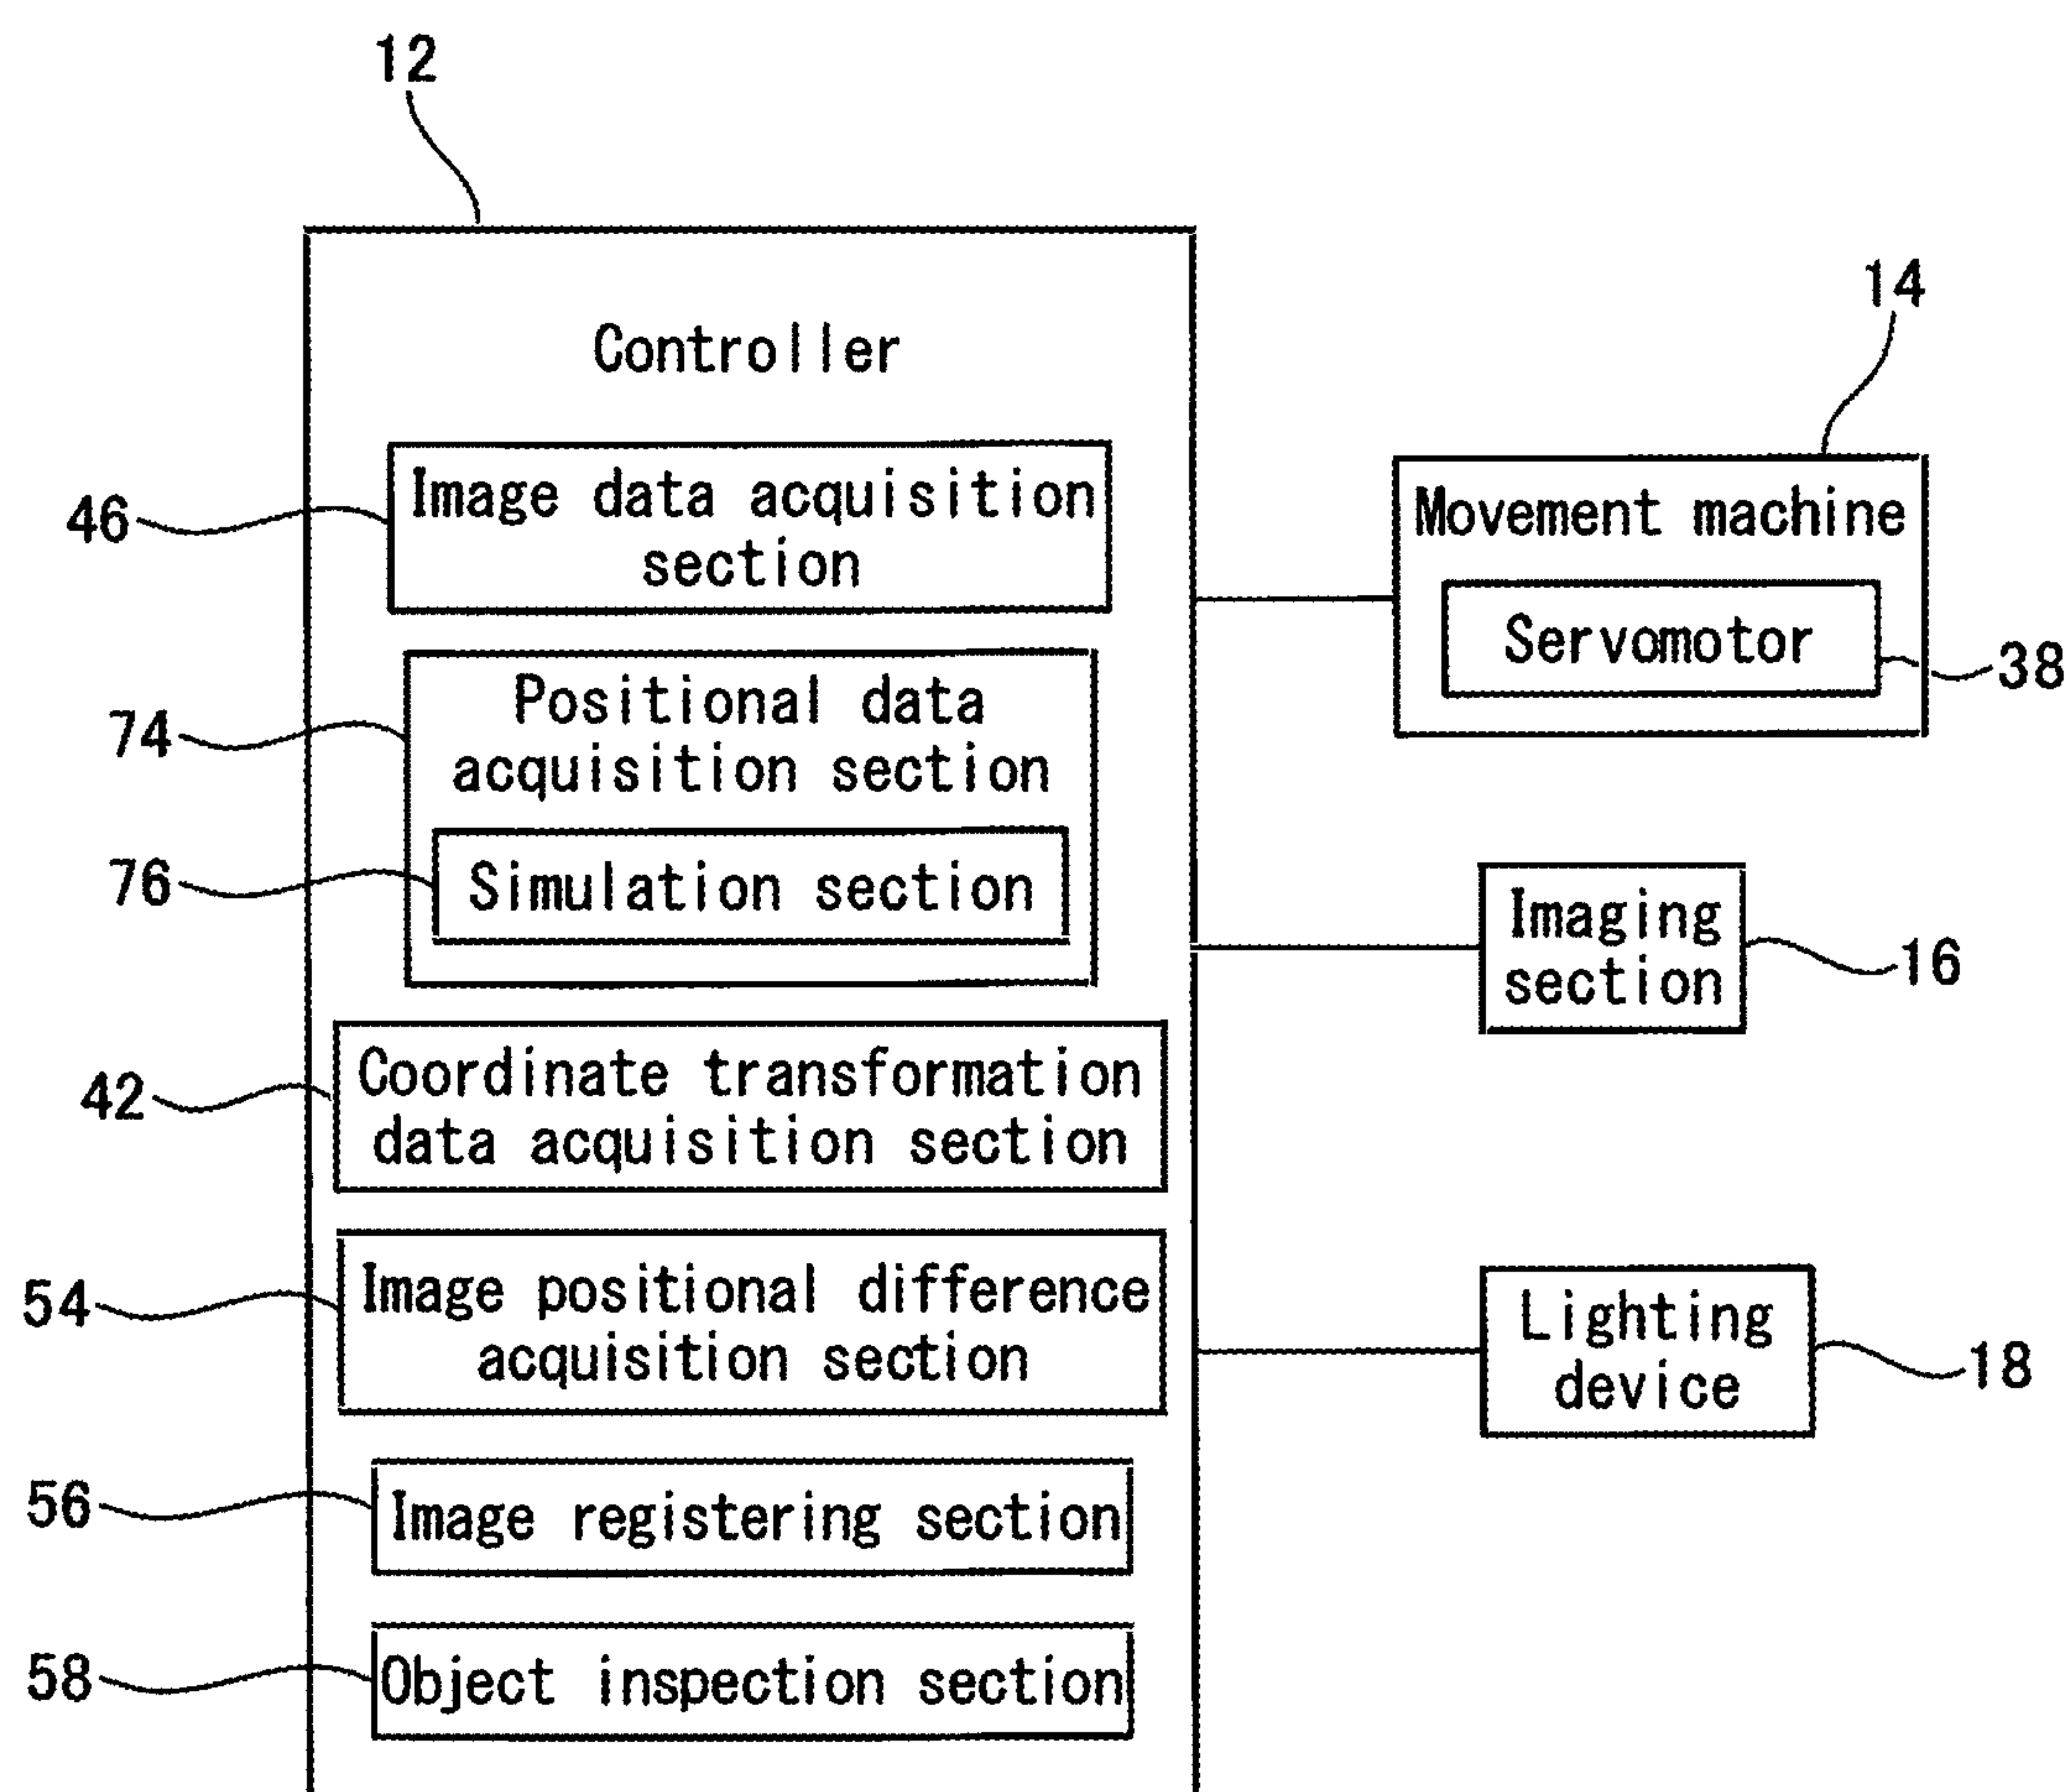 12
Controller
46
Image data acquisition
section
74
Positional data
acquisition section
76
Simulation section
42
Coordinate transformation
data acquisition section
54
Image positional difference
acquisition section
56
Image registering section
58
Object inspection section
14
Movement machine
Servomotor
38
Imaging
section
16
Lighting
device
18